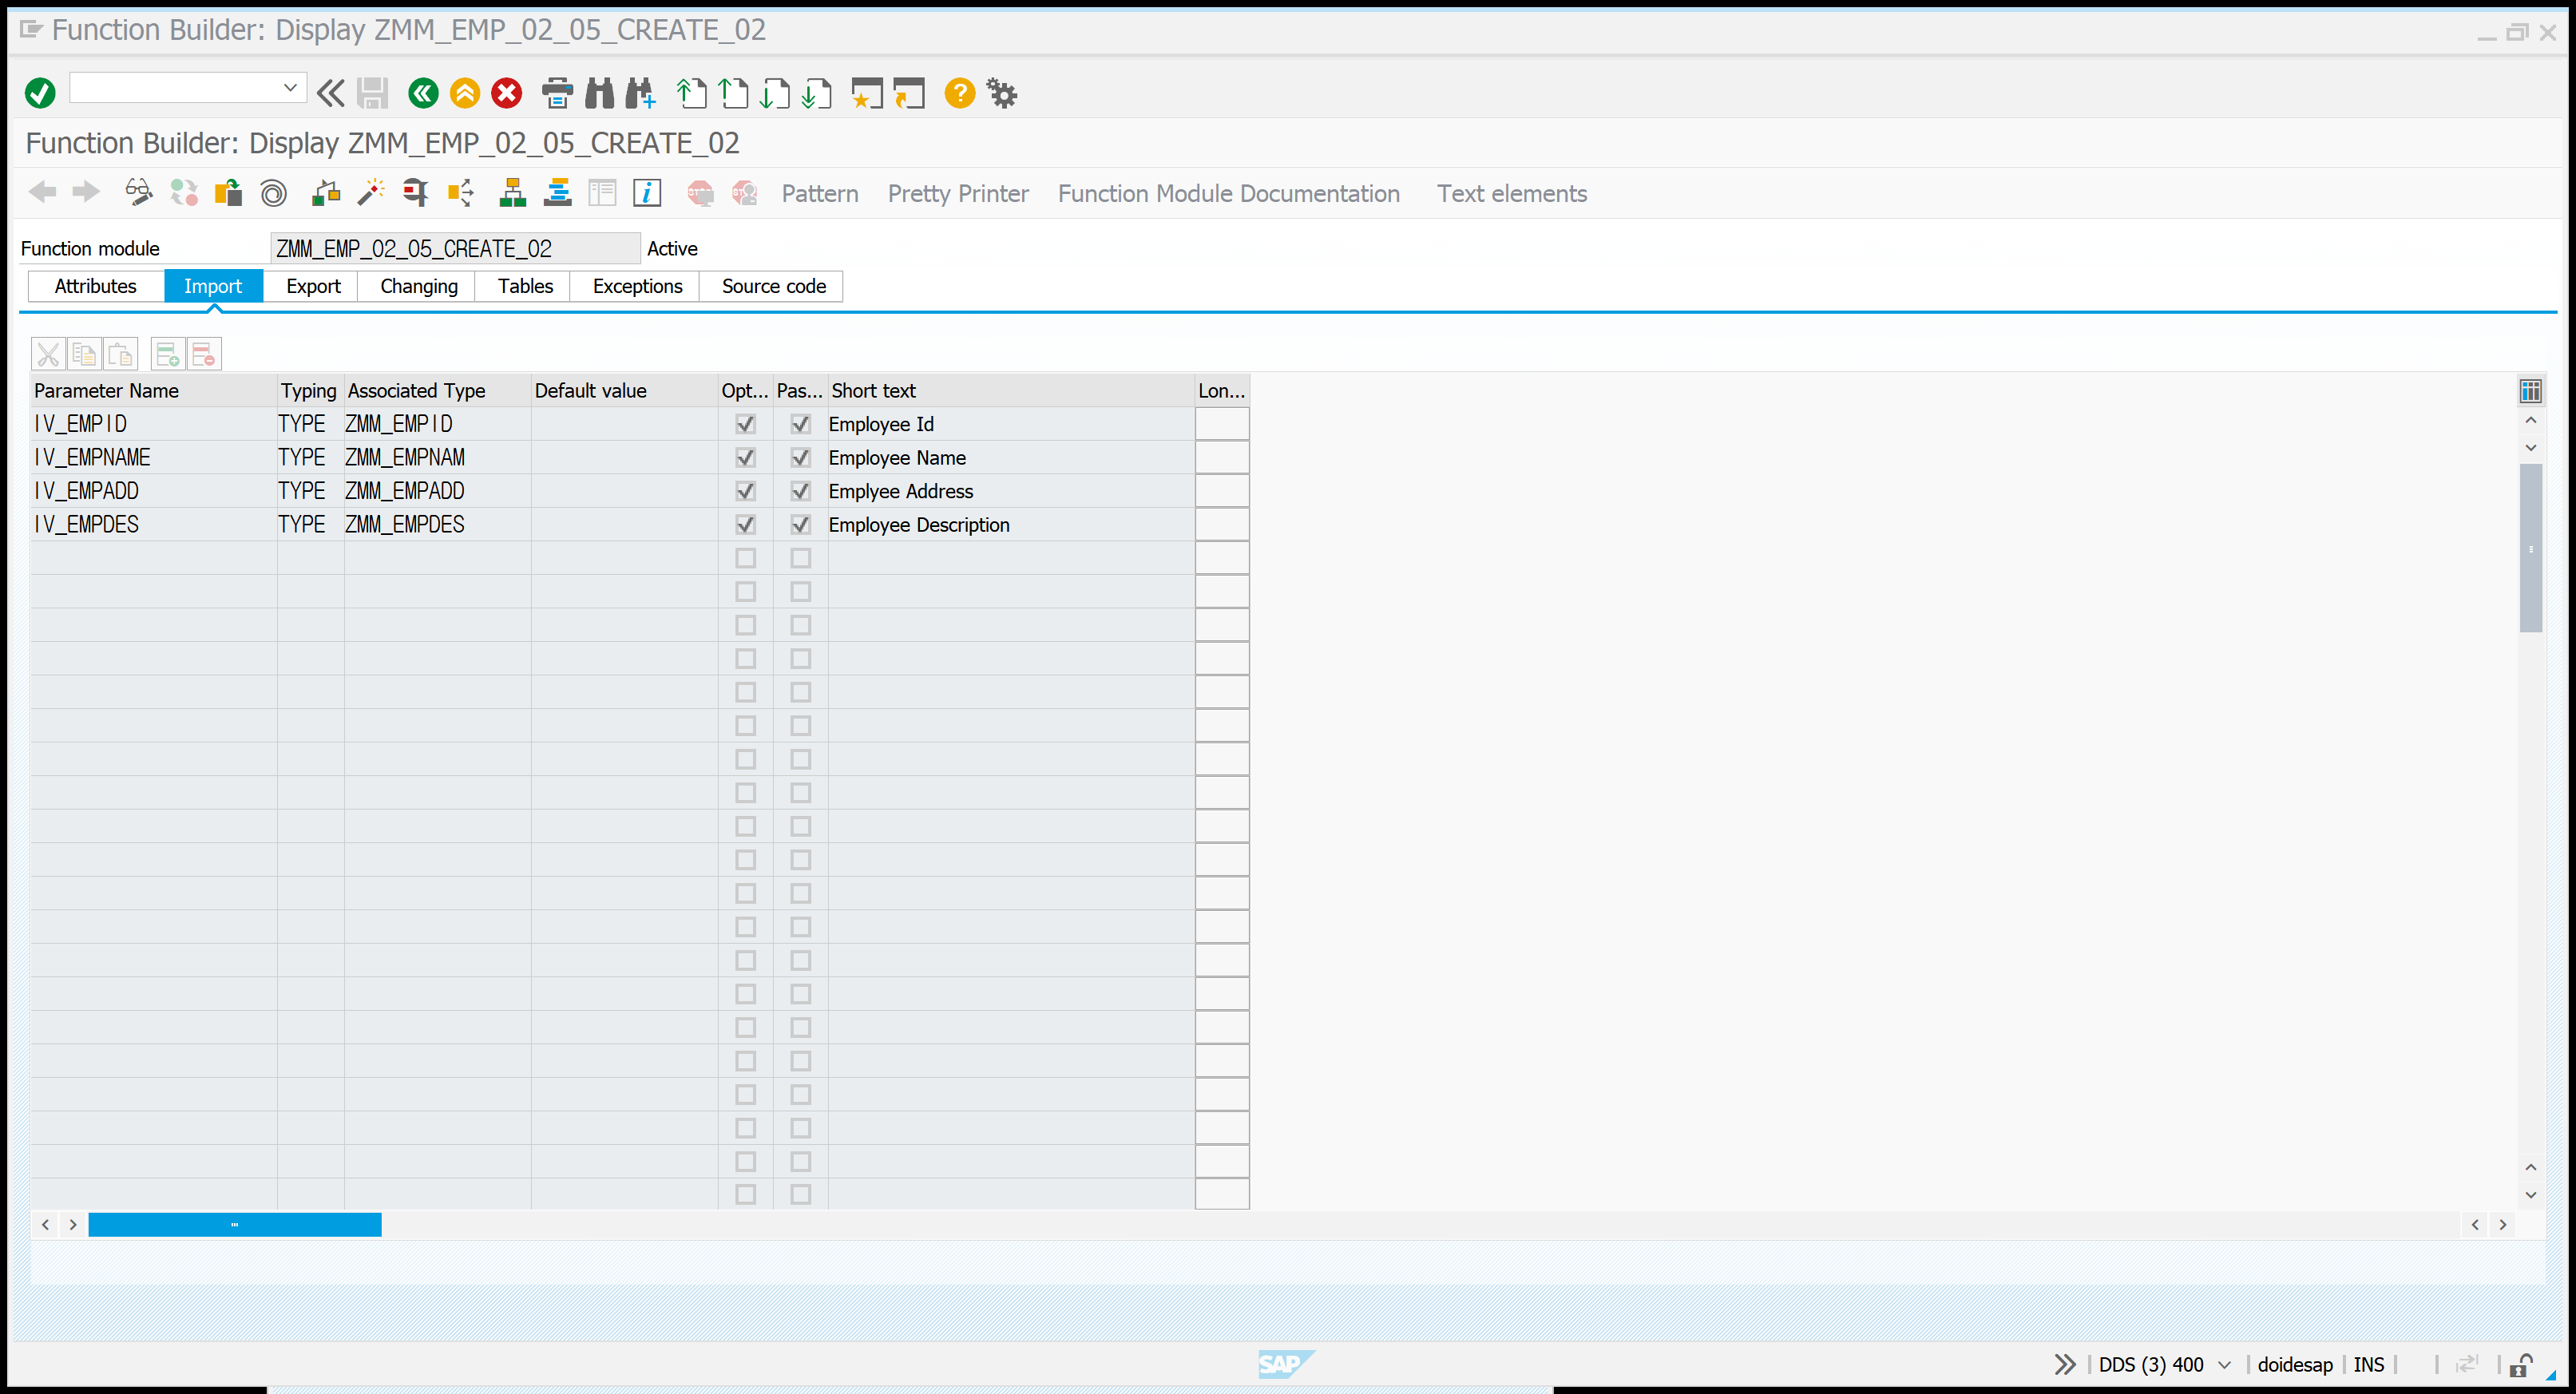 Function Builder: Display ZMM_EMP_02_05_CREATE_02
Function Builder: Display ZMM_EMP_02_05_CREATE_02
Pattern Pretty Printer Function Module Documentation Text elements
Function module ZMM_EMP_02_05_CREATE_02 Active
Attributes Import Export Changing Tables Exceptions Source code
Parameter Name Typing Associated Type Default value Opt... Pas... Short text Lon...
IV_EMPID TYPE ZMM_EMPID Employee Id
IV_EMPNAME TYPE ZMM_EMPNAM Employee Name
IV_EMPADD TYPE ZMM_EMPADD Emplyee Address
IV_EMPDES TYPE ZMM_EMPDES Employee Description
SAP DDS (3) 400 doidesap INS